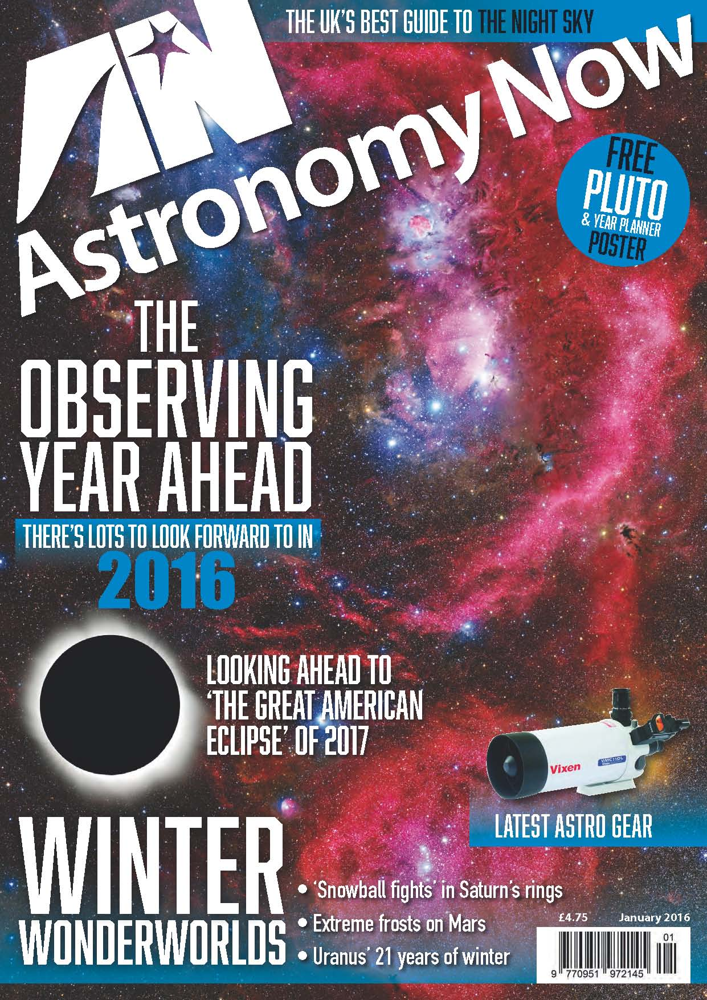 THE UK'S BEST GUIDE TO THE NIGHT SKY
AN
Astronomy Now
FREE
PLUTO
& YEAR PLANNER
POSTER
THE
OBSERVING
YEAR AHEAD
THERE'S LOTS TO LOOK FORWARD TO IN
2016
LOOKING AHEAD TO
‘THE GREAT AMERICAN
ECLIPSE’ OF 2017
Vixen
VMC110L
LATEST ASTRO GEAR
WINTER
WONDERWORLDS
• ‘Snowball fights’ in Saturn’s rings
• Extreme frosts on Mars
• Uranus’ 21 years of winter
£4.75 January 2016
01
9 770951 972145